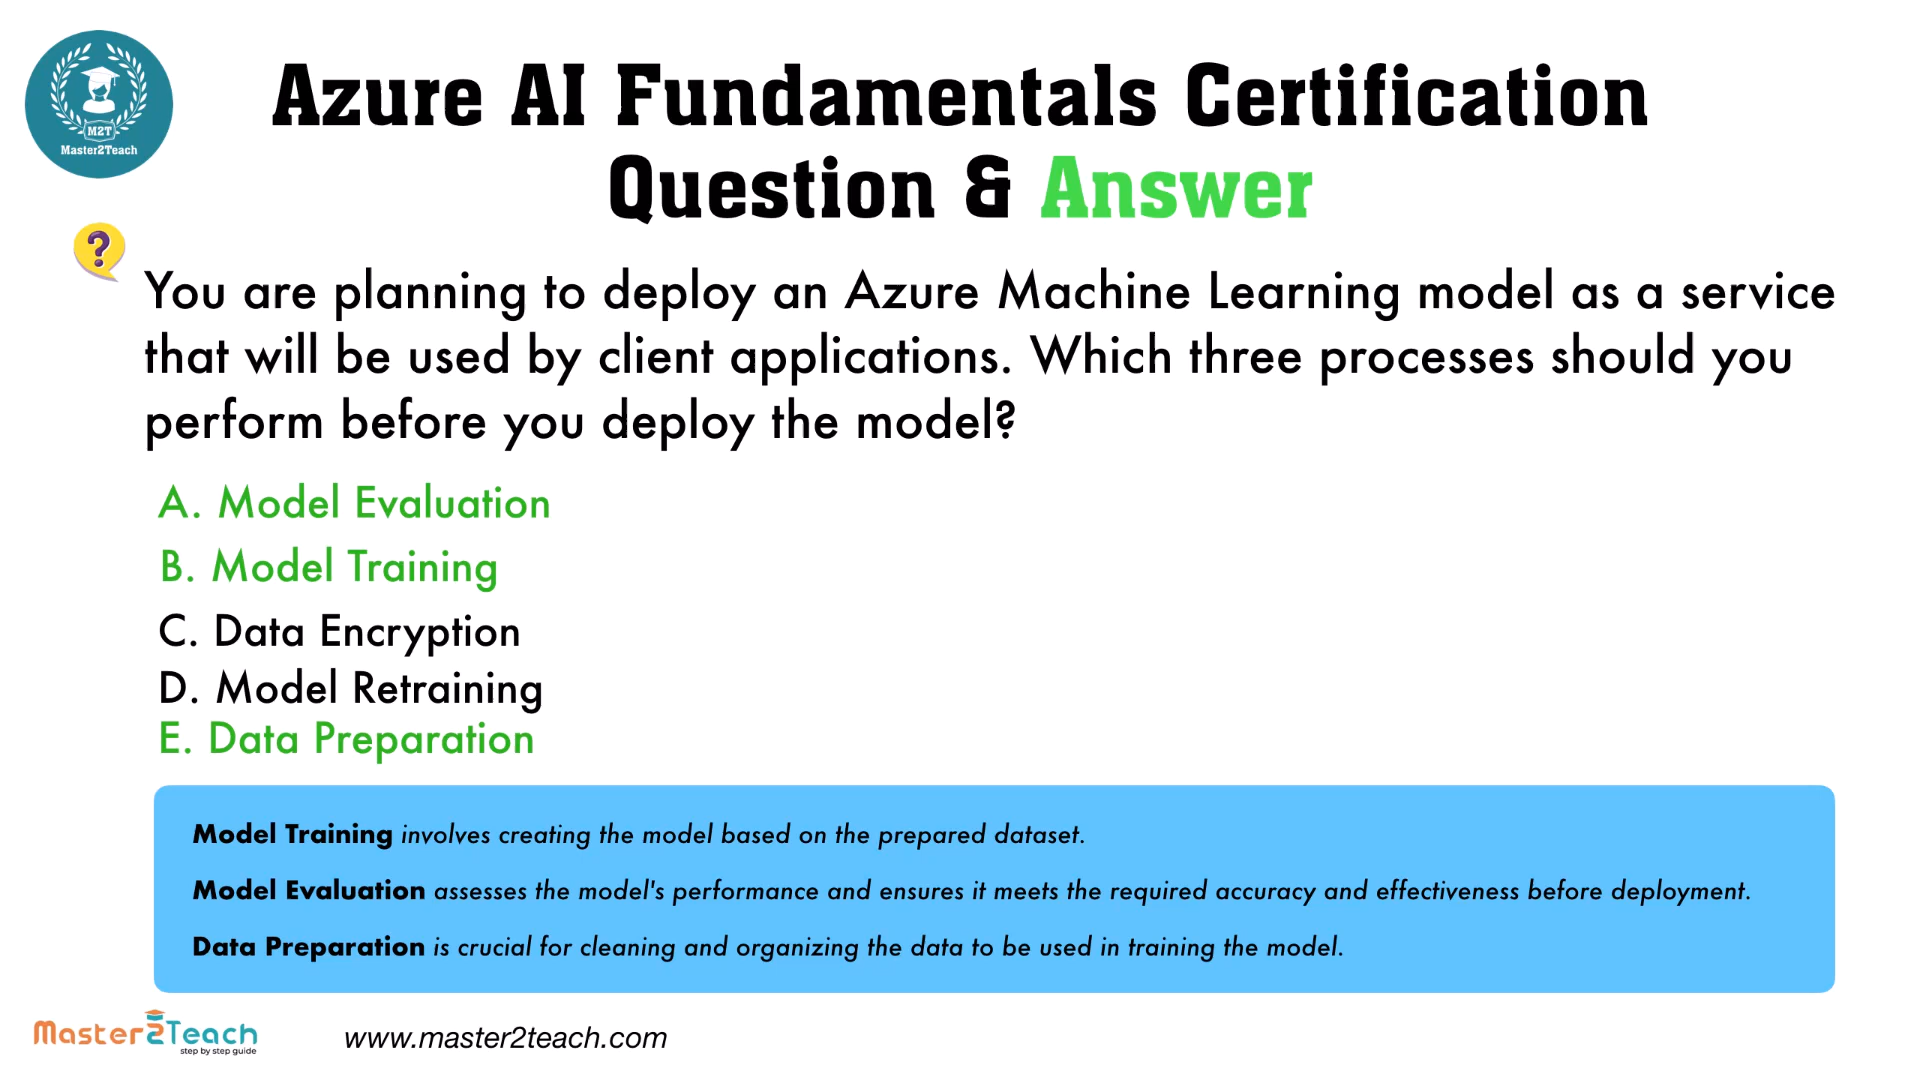 M2T
Master2Teach
Azure AI Fundamentals Certification
Question & Answer
?
You are planning to deploy an Azure Machine Learning model as a service
that will be used by client applications. Which three processes should you
perform before you deploy the model?
A. Model Evaluation
B. Model Training
C. Data Encryption
D. Model Retraining
E. Data Preparation
Model Training involves creating the model based on the prepared dataset.
Model Evaluation assesses the model's performance and ensures it meets the required accuracy and effectiveness before deployment.
Data Preparation is crucial for cleaning and organizing the data to be used in training the model.
Master2Teach
step by step guide
www.master2teach.com